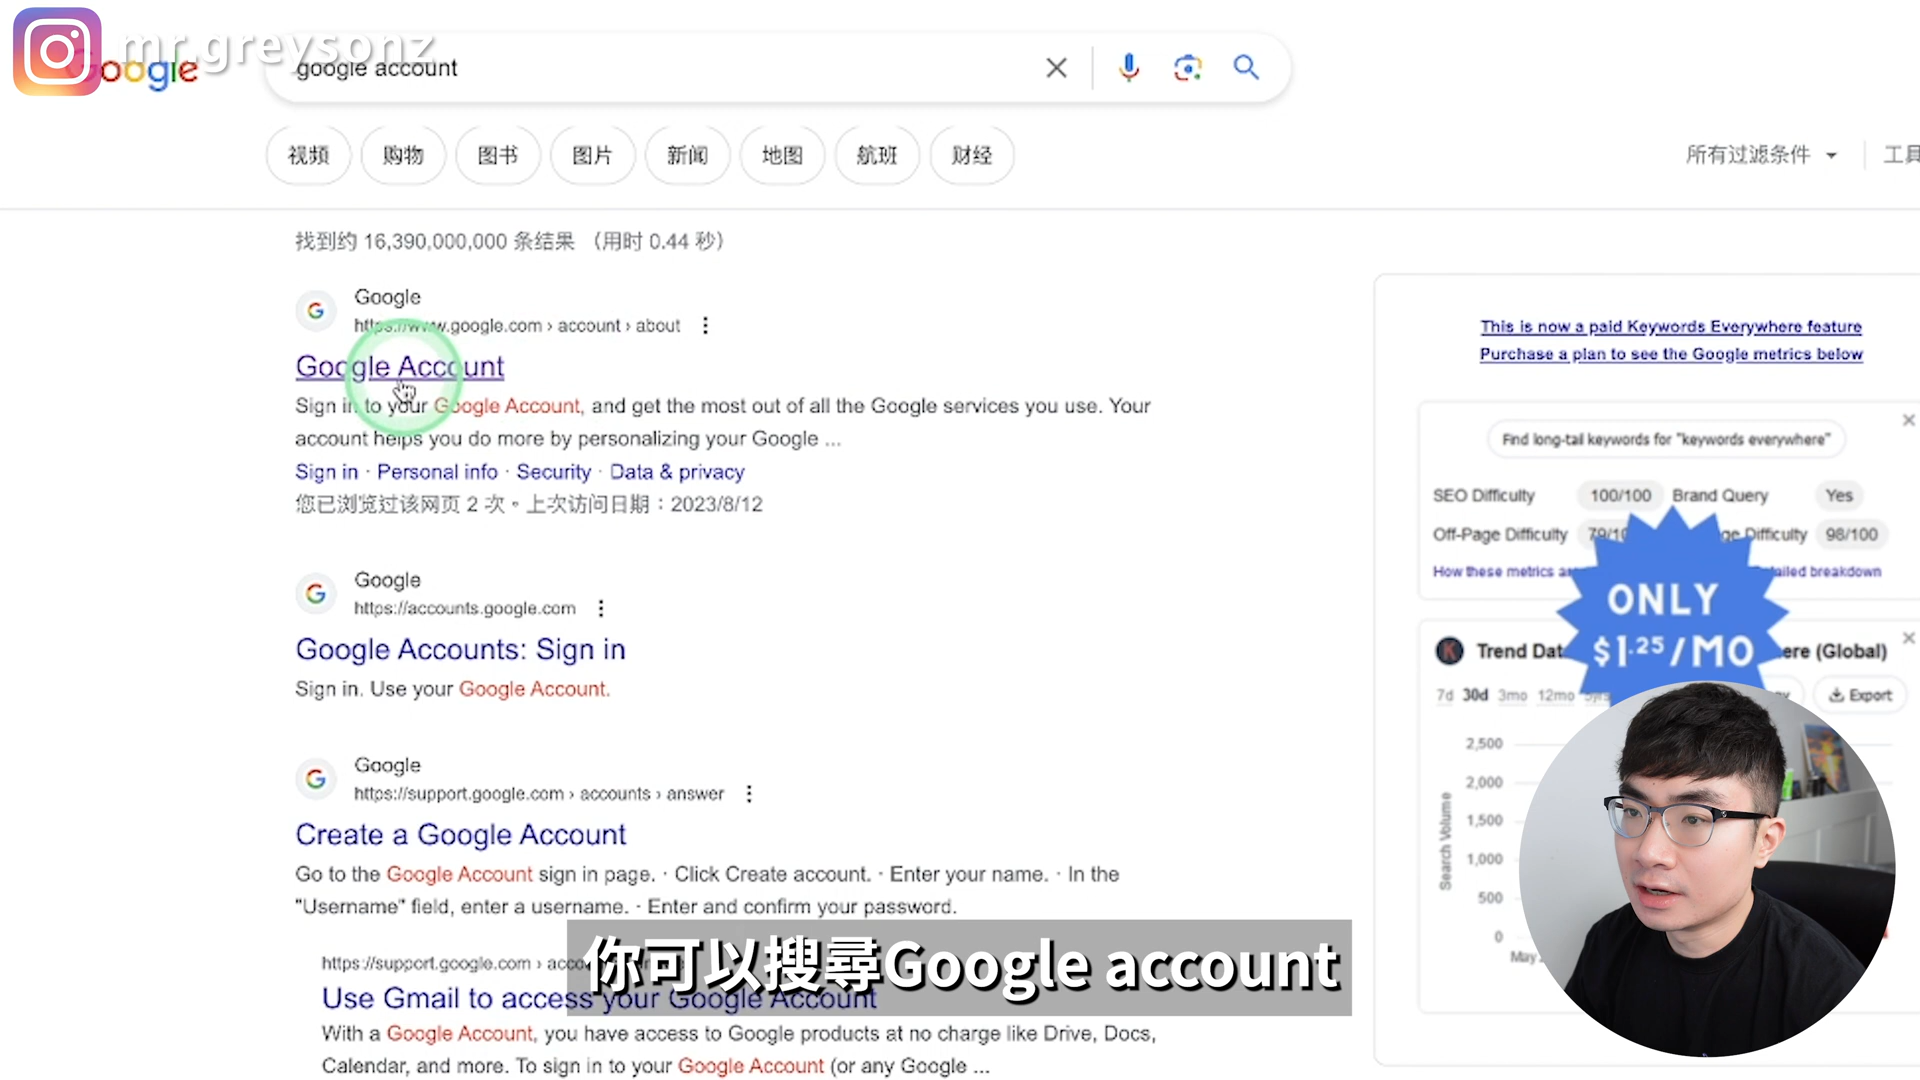 mr.greysonz
Google
google account
视频
购物
图书
图片
新闻
地图
航班
财经
所有过滤条件
工具
找到约 16,390,000,000 条结果 （用时 0.44 秒）
Google
https://www.google.com › account › about
Google Account
Sign in to your Google Account, and get the most out of all the Google services you use. Your
account helps you do more by personalizing your Google ...
Sign in · Personal info · Security · Data & privacy
您已浏览过该网页 2 次。上次访问日期：2023/8/12
Google
https://accounts.google.com
Google Accounts: Sign in
Sign in. Use your Google Account.
Google
https://support.google.com › accounts › answer
Create a Google Account
Go to the Google Account sign in page. · Click Create account. · Enter your name. · In the
"Username" field, enter a username. · Enter and confirm your password.
https://support.google.com ›
Use Gmail to access your Google Account
With a Google Account, you have access to Google products at no charge like Drive, Docs,
Calendar, and more. To sign in to your Google Account (or any Google ...
你可以搜尋Google account
This is now a paid Keywords Everywhere feature
Purchase a plan to see the Google metrics below
Find long-tail keywords for "keywords everywhere"
SEO Difficulty 100/100 Brand Query Yes
Off-Page Difficulty Difficulty 98/100
How these metrics breakdown
ONLY
$1.25/MO
Trend (Global)
7d 30d 3mo 12mo
Export
2,500
2,000
1,500
1,000
500
0
Search Volume
May